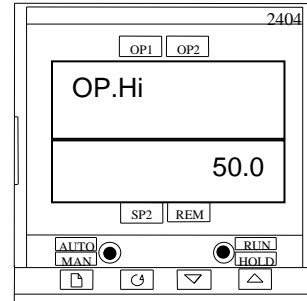 2404
OP1 OP2
OP.Hi
50.0
SP2 REM
AUTO RUN
MAN HOLD